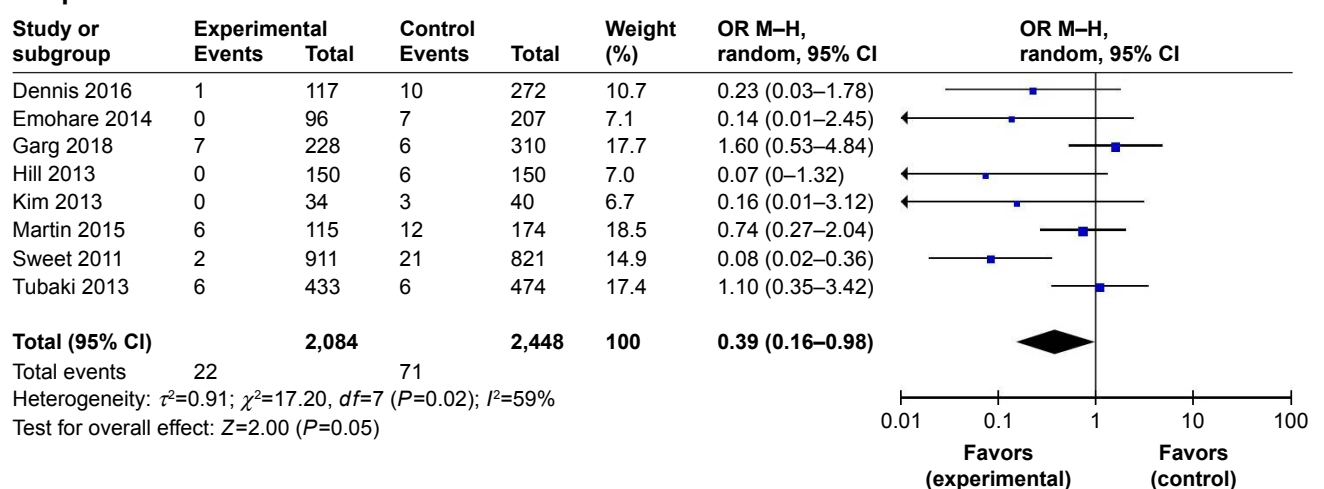 Study or Experimental Control Weight OR M–H, OR M–H,
subgroup Events Total Events Total (%) random, 95% CI random, 95% CI
Dennis 2016 1 117 10 272 10.7 0.23 (0.03–1.78)
Emohare 2014 0 96 7 207 7.1 0.14 (0.01–2.45)
Garg 2018 7 228 6 310 17.7 1.60 (0.53–4.84)
Hill 2013 0 150 6 150 7.0 0.07 (0–1.32)
Kim 2013 0 34 3 40 6.7 0.16 (0.01–3.12)
Martin 2015 6 115 12 174 18.5 0.74 (0.27–2.04)
Sweet 2011 2 911 21 821 14.9 0.08 (0.02–0.36)
Tubaki 2013 6 433 6 474 17.4 1.10 (0.35–3.42)
Total (95% CI) 2,084 2,448 100 0.39 (0.16–0.98)
Total events 22 71
Heterogeneity: τ²=0.91; χ²=17.20, df=7 (P=0.02); I²=59%
Test for overall effect: Z=2.00 (P=0.05)
0.01 0.1 1 10 100
Favors Favors
(experimental) (control)